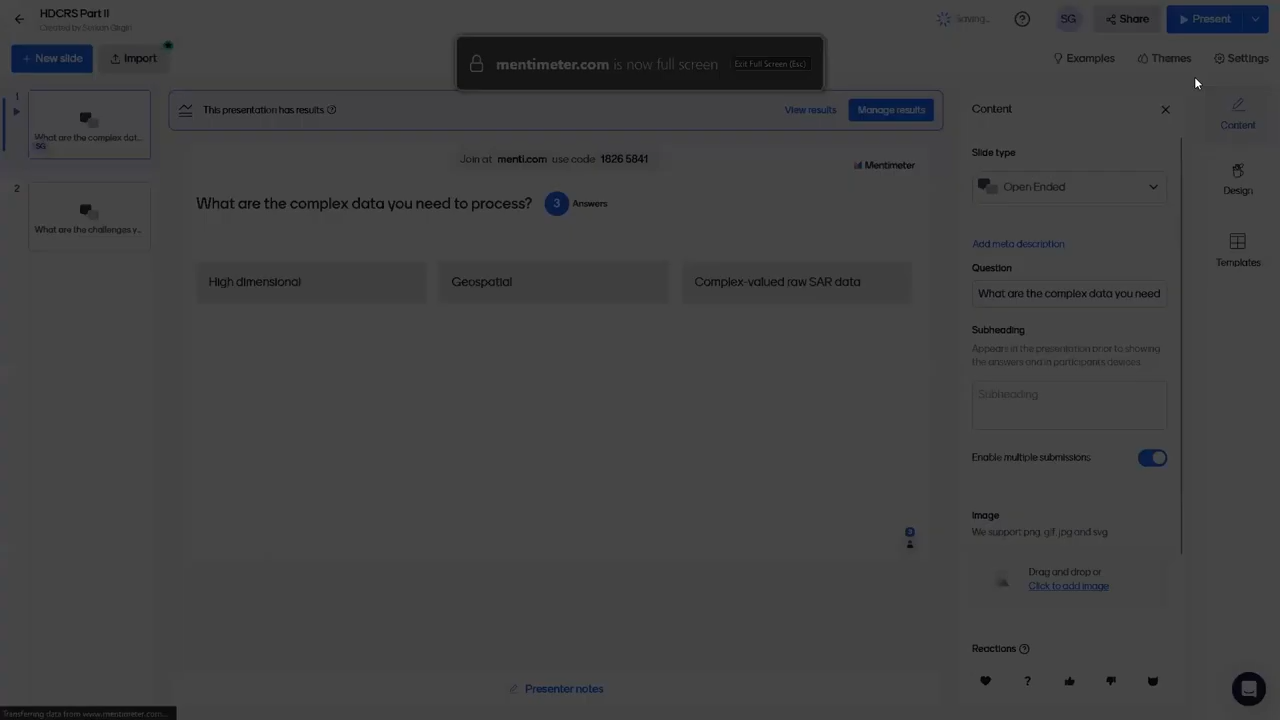 HDCRS Part II
Saving...
SG
Share
Present
+ New slide
Import
mentimeter.com is now full screen
Exit Full Screen (Esc)
Examples
Themes
Settings
1
What are the complex dat...
SG
2
What are the challenges y...
This presentation has results
View results
Manage results
Join at menti.com use code 1826 5841
Mentimeter
What are the complex data you need to process?
3 Answers
High dimensional
Geospatial
Complex-valued raw SAR data
Presenter notes
Content
Slide type
Open Ended
Add meta description
Question
What are the complex data you need
Subheading
Appears in the presentation prior to showing
the answers and in participants devices.
Subheading
Enable multiple submissions
Image
We support png, gif, jpg and svg
Drag and drop or
Click to add image
Reactions
Content
Design
Templates
Transferring data from www.mentimeter.com...